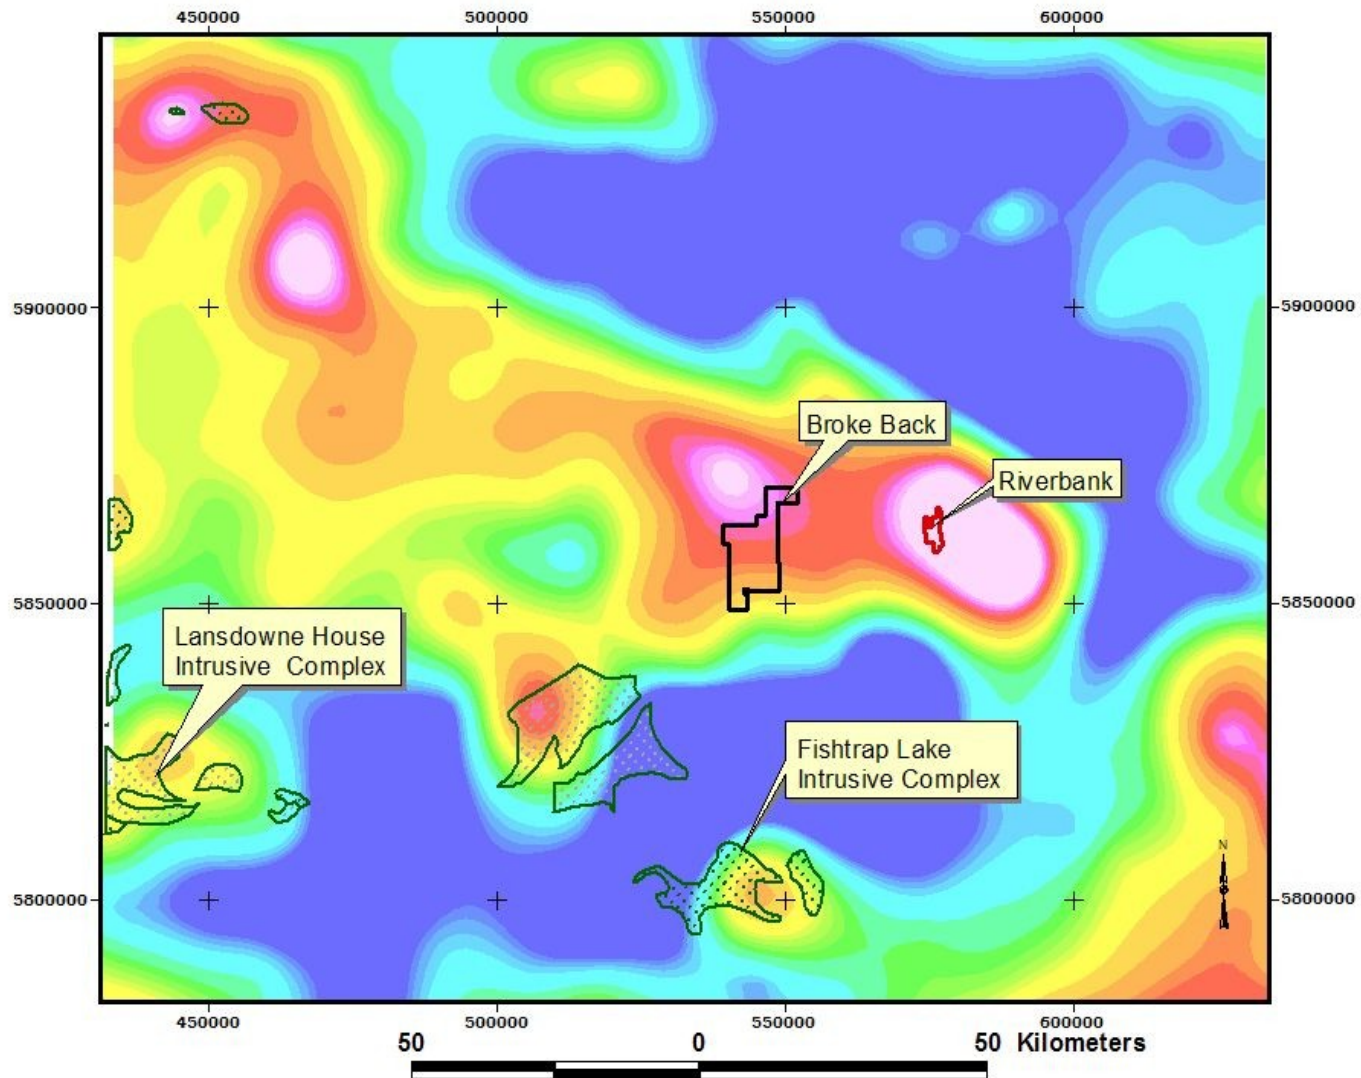 450000 500000 550000 600000
5900000 5900000
Broke Back
Riverbank
5850000 5850000
Lansdowne House
Intrusive Complex
Fishtrap Lake
Intrusive Complex
N
5800000 5800000
450000 500000 550000 600000
50 0 50 Kilometers